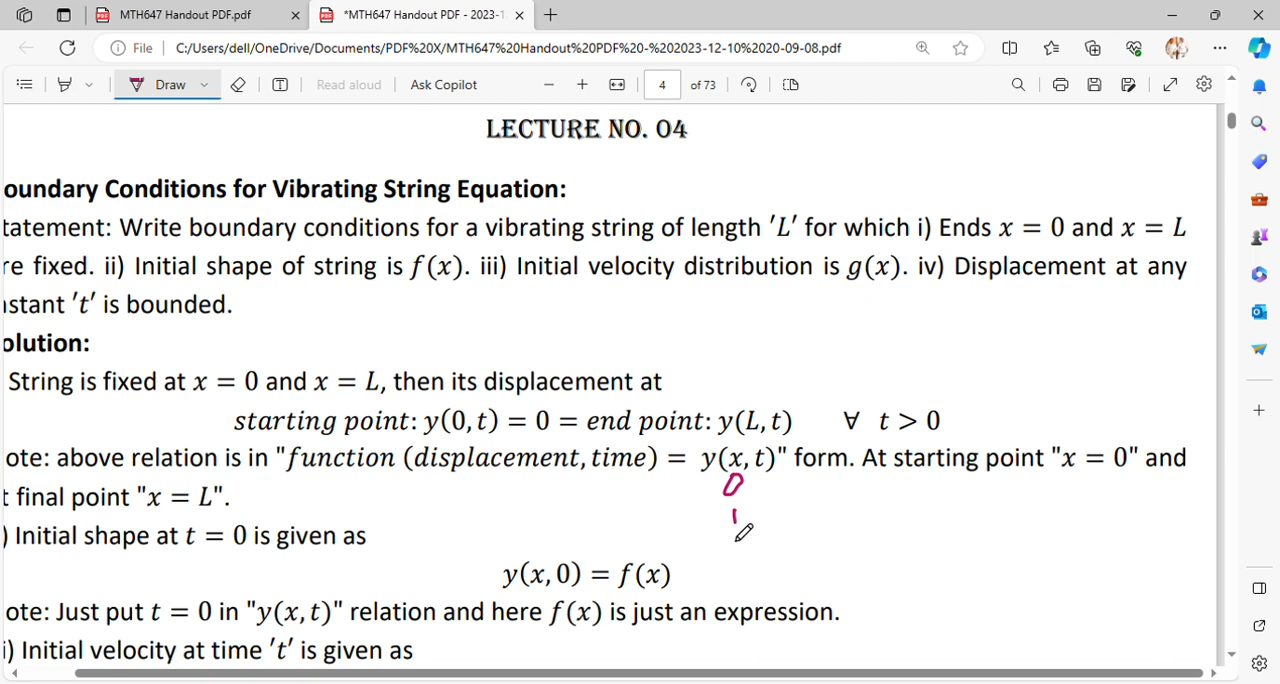 MTH647 Handout PDF.pdf
*MTH647 Handout PDF - 2023-1
File
C:/Users/dell/OneDrive/Documents/PDF%20X/MTH647%20Handout%20PDF%20-%202023-12-10%2020-09-08.pdf
Draw
Read aloud
Ask Copilot
4 of 73
LECTURE NO. 04
oundary Conditions for Vibrating String Equation:
tatement: Write boundary conditions for a vibrating string of length 'L' for which i) Ends x = 0 and x = L
re fixed. ii) Initial shape of string is f(x). iii) Initial velocity distribution is g(x). iv) Displacement at any
nstant 't' is bounded.
olution:
String is fixed at x = 0 and x = L, then its displacement at
starting point: y(0, t) = 0 = end point: y(L, t) ∀ t > 0
ote: above relation is in "function (displacement, time) = y(x, t)" form. At starting point "x = 0" and
t final point "x = L".
0
) Initial shape at t = 0 is given as
y(x, 0) = f(x)
ote: Just put t = 0 in "y(x, t)" relation and here f(x) is just an expression.
i) Initial velocity at time 't' is given as